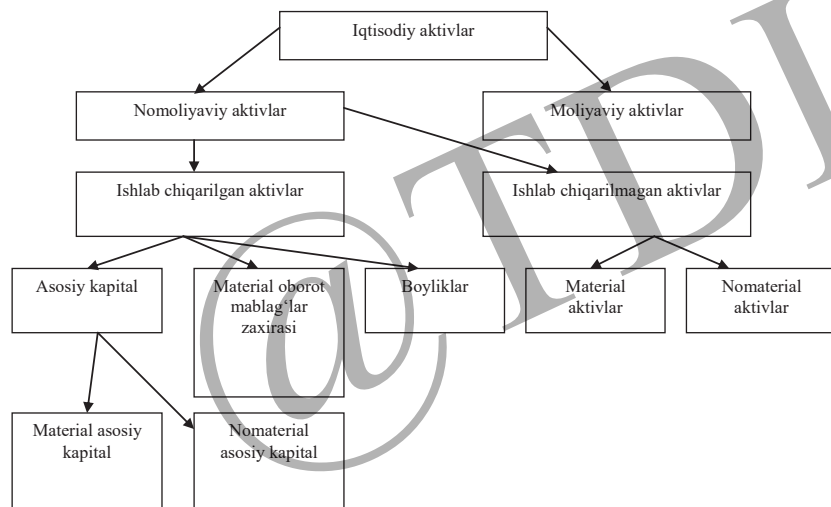 Iqtisodiy aktivlar
Nomoliyaviy aktivlar
Moliyaviy aktivlar
Ishlab chiqarilgan aktivlar
Ishlab chiqarilmagan aktivlar
Asosiy kapital
Material oborot
mablag‘lar
zaxirasi
Boyliklar
Material
aktivlar
Nomaterial
aktivlar
Material asosiy
kapital
Nomaterial
asosiy kapital